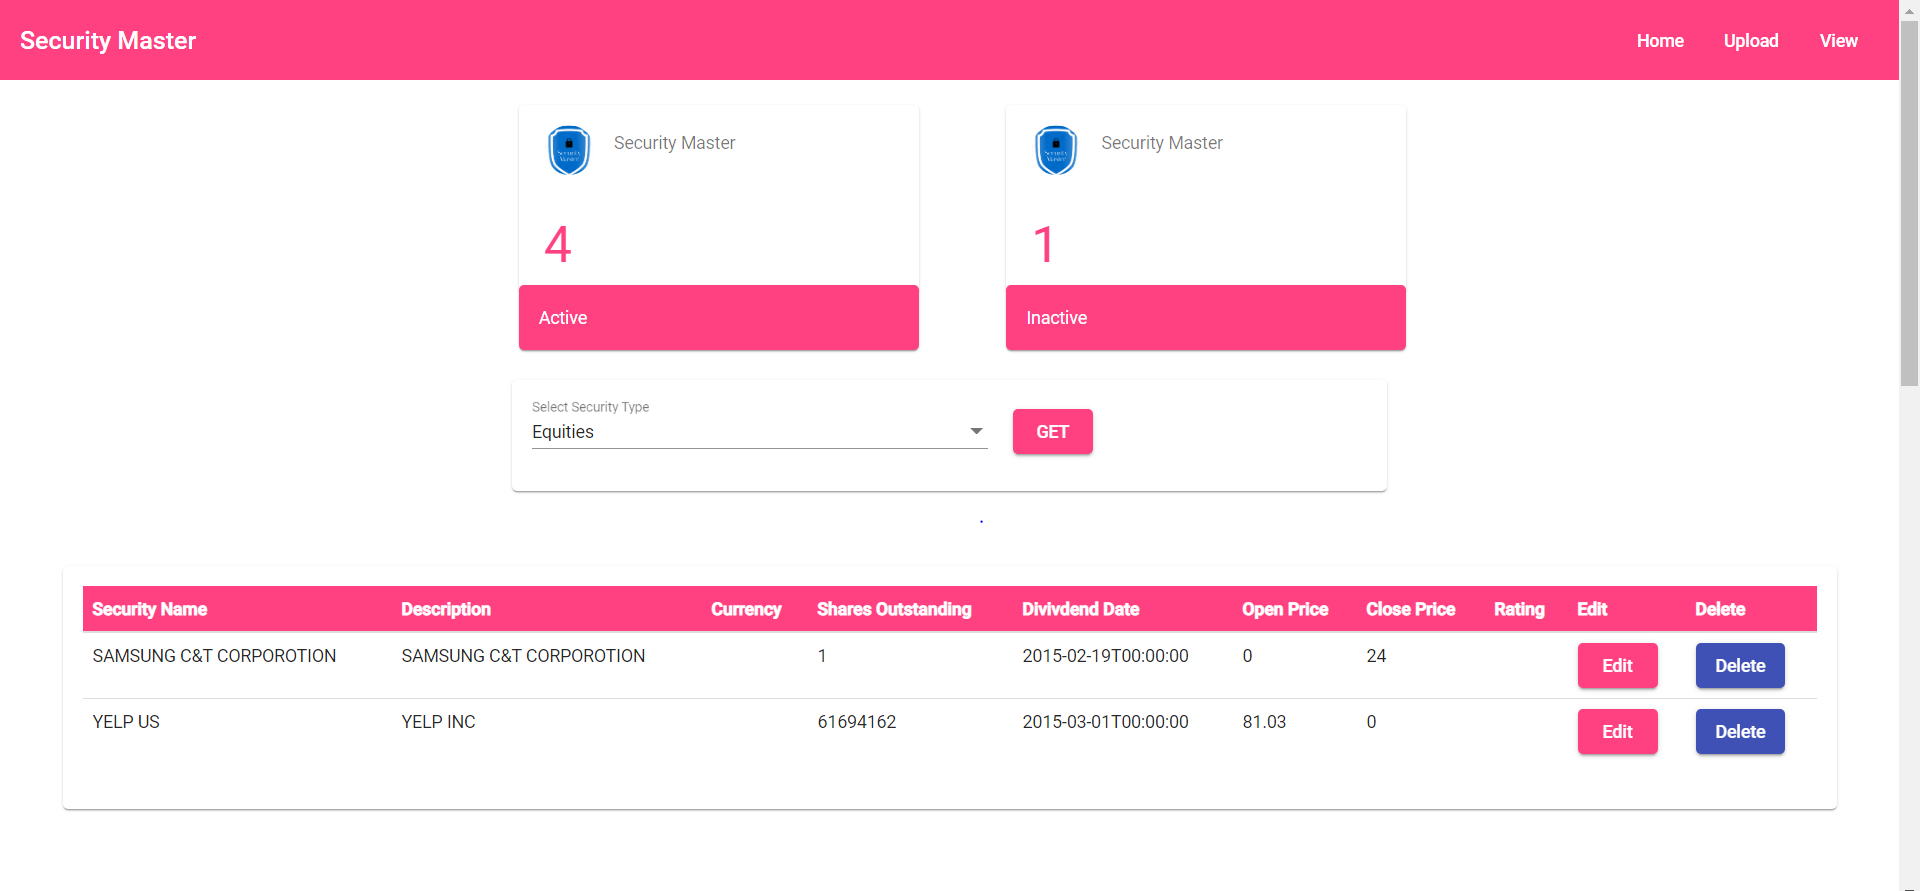 Security Master Home Upload View
Security Master Security Master
4 1
Active Inactive
Select Security Type
Equities GET
Security Name Description Currency Shares Outstanding Divivdend Date Open Price Close Price Rating Edit Delete
SAMSUNG C&T CORPOROTION SAMSUNG C&T CORPOROTION 1 2015-02-19T00:00:00 0 24 Edit Delete
YELP US YELP INC 61694162 2015-03-01T00:00:00 81.03 0 Edit Delete